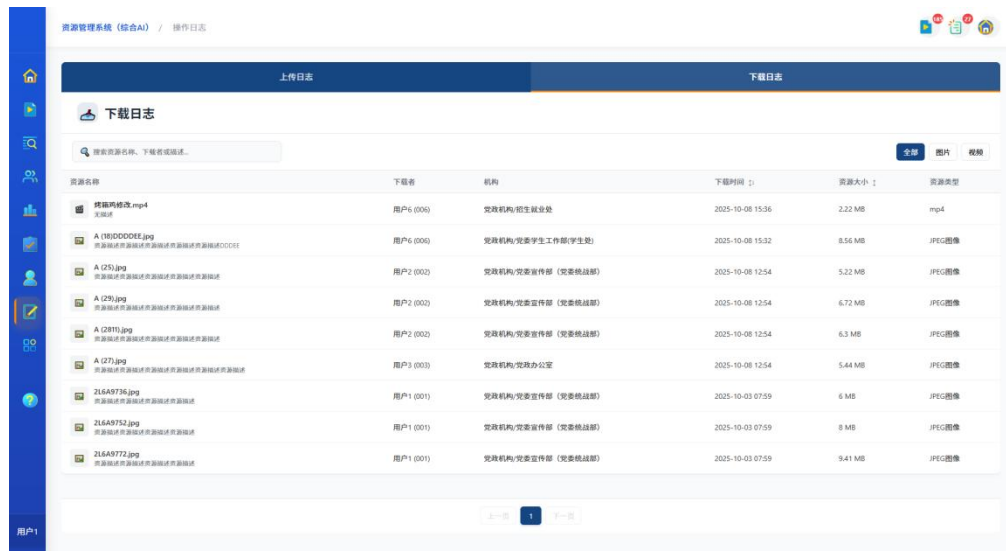 资源管理系统（综合AI） / 操作日志
181 27
上传日志 下载日志
下载日志
搜索资源名称、下载者或描述...
全部 图片 视频
资源名称 下载者 机构 下载时间 资源大小 资源类型
烤箱鸡修改.mp4 用户6 (006) 党政机构/招生就业处 2025-10-08 15:36 2.22 MB mp4
无描述
A (18)DDDDEE.jpg 用户6 (006) 党政机构/党委学生工作部(学生处) 2025-10-08 15:32 8.56 MB JPEG图像
资源描述资源描述资源描述资源描述资源描述DDDEE
A (25).jpg 用户2 (002) 党政机构/党委宣传部（党委统战部） 2025-10-08 12:54 5.22 MB JPEG图像
资源描述资源描述资源描述资源描述资源描述
A (29).jpg 用户2 (002) 党政机构/党委宣传部（党委统战部） 2025-10-08 12:54 6.72 MB JPEG图像
资源描述资源描述资源描述资源描述资源描述
A (2811).jpg 用户2 (002) 党政机构/党委宣传部（党委统战部） 2025-10-08 12:54 6.3 MB JPEG图像
资源描述资源描述资源描述资源描述资源描述
A (27).jpg 用户3 (003) 党政机构/党政办公室 2025-10-08 12:54 5.44 MB JPEG图像
资源描述资源描述资源描述资源描述资源描述资源描述
2L6A9736.jpg 用户1 (001) 党政机构/党委宣传部（党委统战部） 2025-10-03 07:59 6 MB JPEG图像
资源描述资源描述资源描述资源描述
2L6A9752.jpg 用户1 (001) 党政机构/党委宣传部（党委统战部） 2025-10-03 07:59 8 MB JPEG图像
资源描述资源描述资源描述资源描述
2L6A9772.jpg 用户1 (001) 党政机构/党委宣传部（党委统战部） 2025-10-03 07:59 9.41 MB JPEG图像
资源描述资源描述资源描述资源描述
上一页 1 下一页
用户1